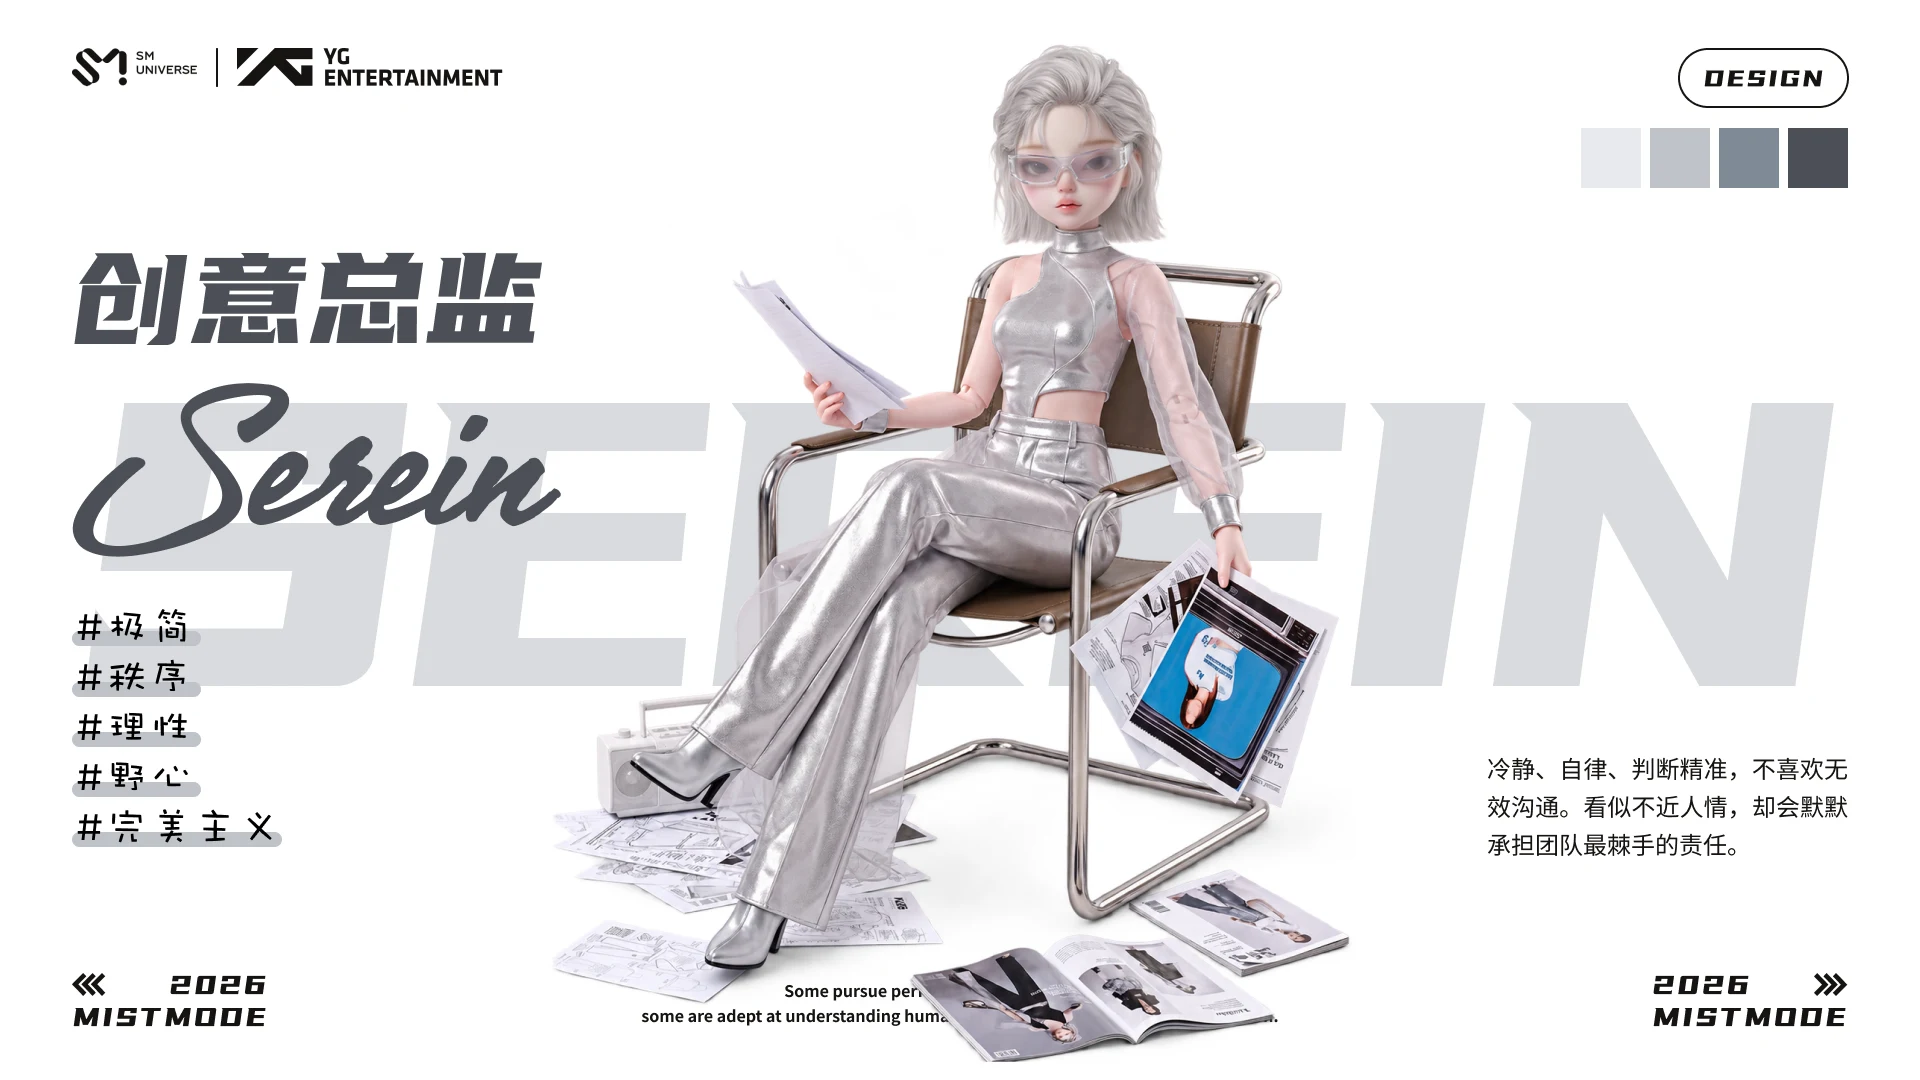 SM
UNIVERSE
YG
ENTERTAINMENT
DESIGN
创意总监
SEREIN
Serein
#极简
#秩序
#理性
#野心
#完美主义
冷静、自律、判断精准，不喜欢无
效沟通。看似不近人情，却会默默
承担团队最棘手的责任。
2026
MISTMODE
Some pursue
some are adept at understanding
2026
MISTMODE